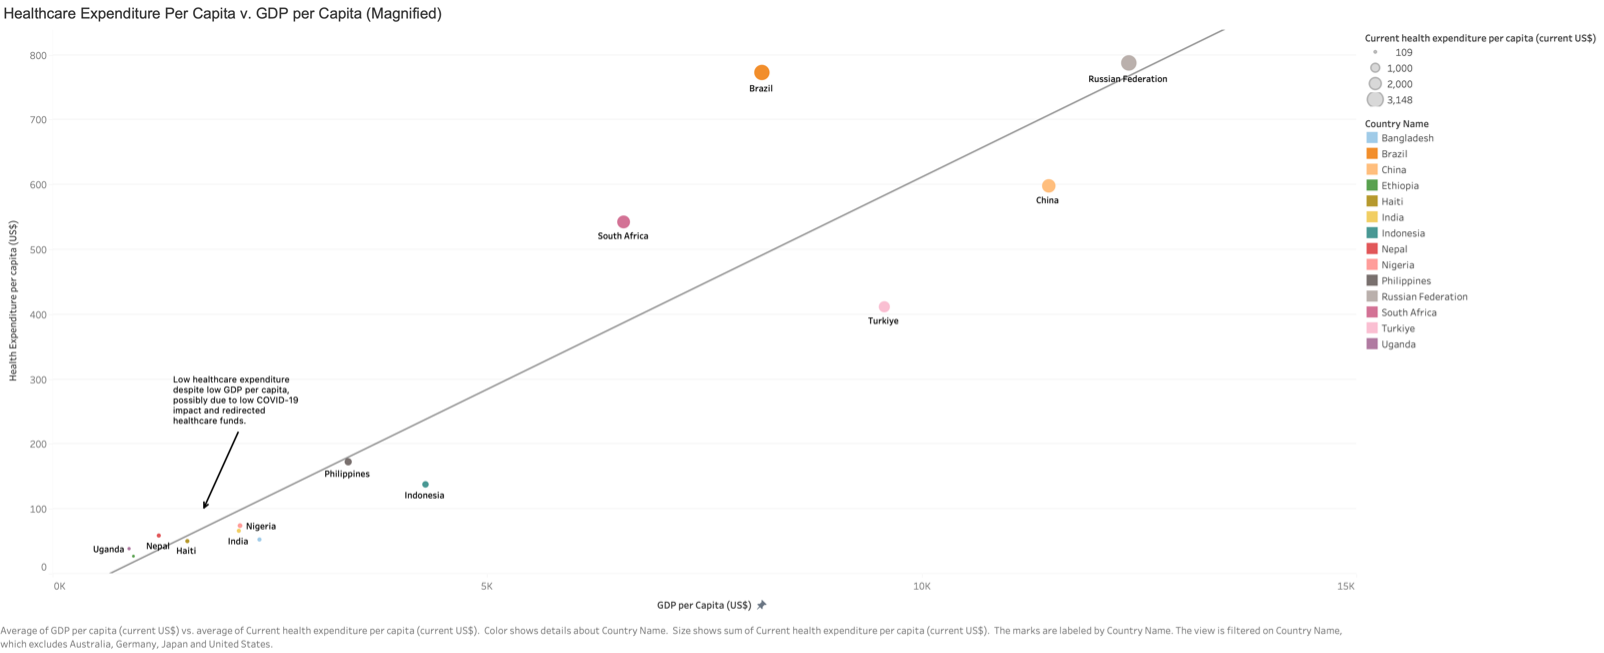 Healthcare Expenditure Per Capita v. GDP per Capita (Magnified)
Current health expenditure per capita (current US$)
109
1,000
2,000
3,148
Country Name
Bangladesh
Brazil
China
Ethiopia
Haiti
India
Indonesia
Nepal
Nigeria
Philippines
Russian Federation
South Africa
Turkiye
Uganda
Health Expenditure per capita (US$)
800
700
600
500
400
300
200
100
0
Brazil
Russian Federation
China
South Africa
Turkiye
Low healthcare expenditure
despite low GDP per capita,
possibly due to low COVID-19
impact and redirected
healthcare funds.
Philippines
Indonesia
Nigeria
India
Uganda
Nepal
Haiti
0K
5K
10K
15K
GDP per Capita (US$)
Average of GDP per capita (current US$) vs. average of Current health expenditure per capita (current US$).  Color shows details about Country Name.  Size shows sum of Current health expenditure per capita (current US$).  The marks are labeled by Country Name. The view is filtered on Country Name,
which excludes Australia, Germany, Japan and United States.